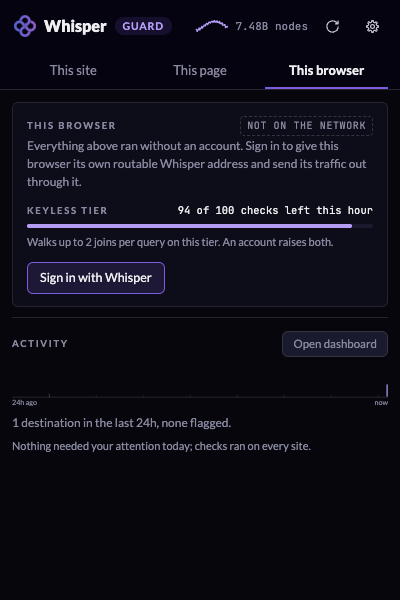 Whisper GUARD 7.48B nodes
This site This page This browser
THIS BROWSER NOT ON THE NETWORK
Everything above ran without an account. Sign in to give this
browser its own routable Whisper address and send its traffic out
through it.
KEYLESS TIER 94 of 100 checks left this hour
Walks up to 2 joins per query on this tier. An account raises both.
Sign in with Whisper
ACTIVITY Open dashboard
24h ago now
1 destination in the last 24h, none flagged.
Nothing needed your attention today; checks ran on every site.